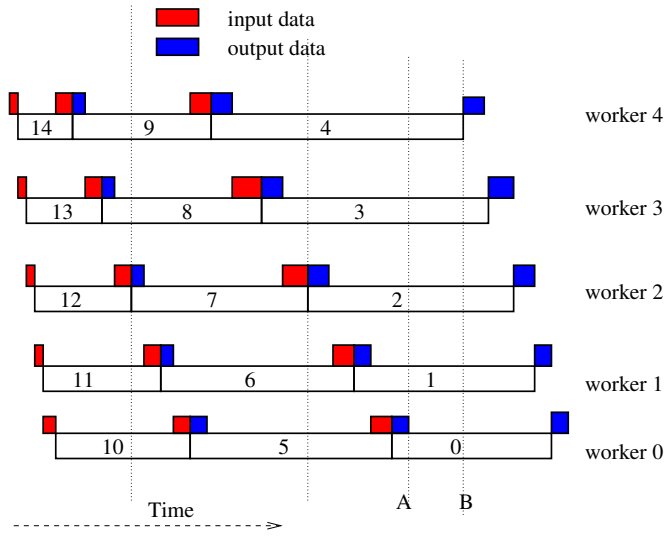 input data
output data
14 9 4 worker 4
13 8 3 worker 3
12 7 2 worker 2
11 6 1 worker 1
10 5 0 worker 0
A B
Time